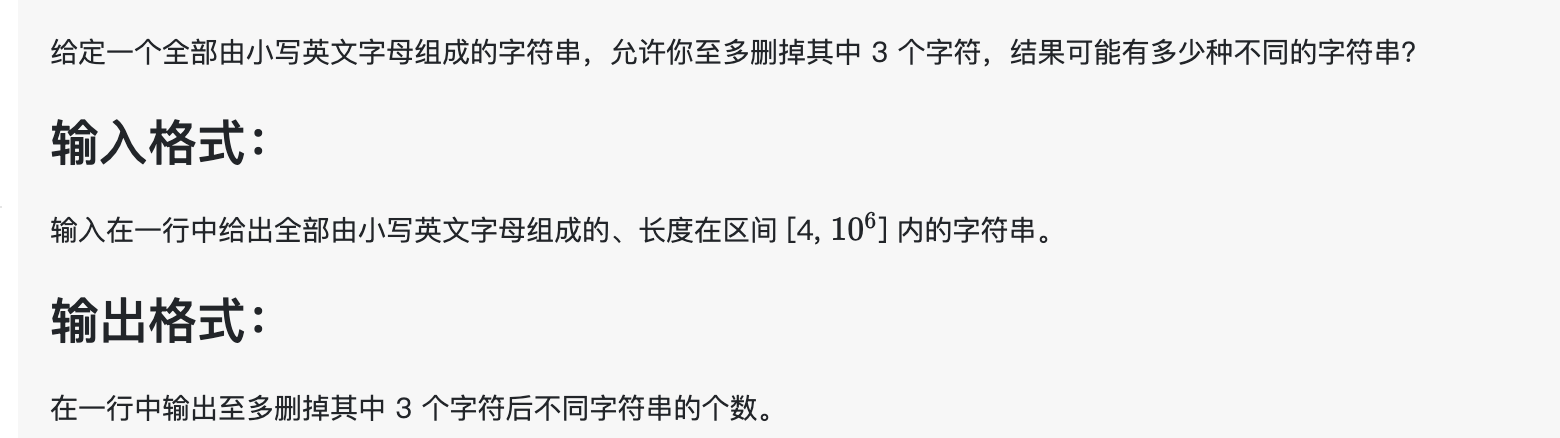 给定一个全部由小写英文字母组成的字符串，允许你至多删掉其中 3 个字符，结果可能有多少种不同的字符串？
输入格式：
输入在一行中给出全部由小写英文字母组成的、长度在区间 [4, 10⁶] 内的字符串。
输出格式：
在一行中输出至多删掉其中 3 个字符后不同字符串的个数。